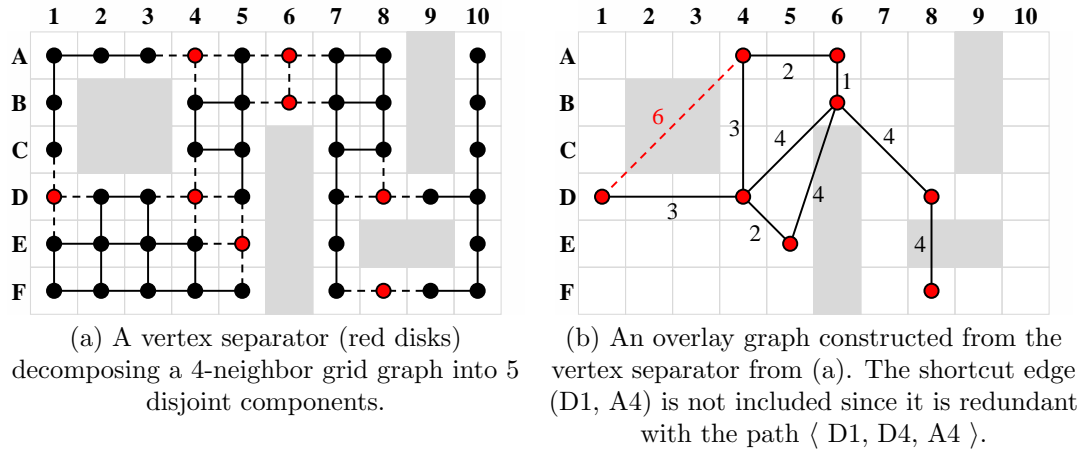 1 2 3 4 5 6 7 8 9 10
A
B
C
D
E
F
(a) A vertex separator (red disks)
decomposing a 4-neighbor grid graph into 5
disjoint components.
1 2 3 4 5 6 7 8 9 10
A
B
C
D
E
F
2
1
6
3
4
4
4
3
2
4
(b) An overlay graph constructed from the
vertex separator from (a). The shortcut edge
(D1, A4) is not included since it is redundant
with the path ⟨ D1, D4, A4 ⟩.